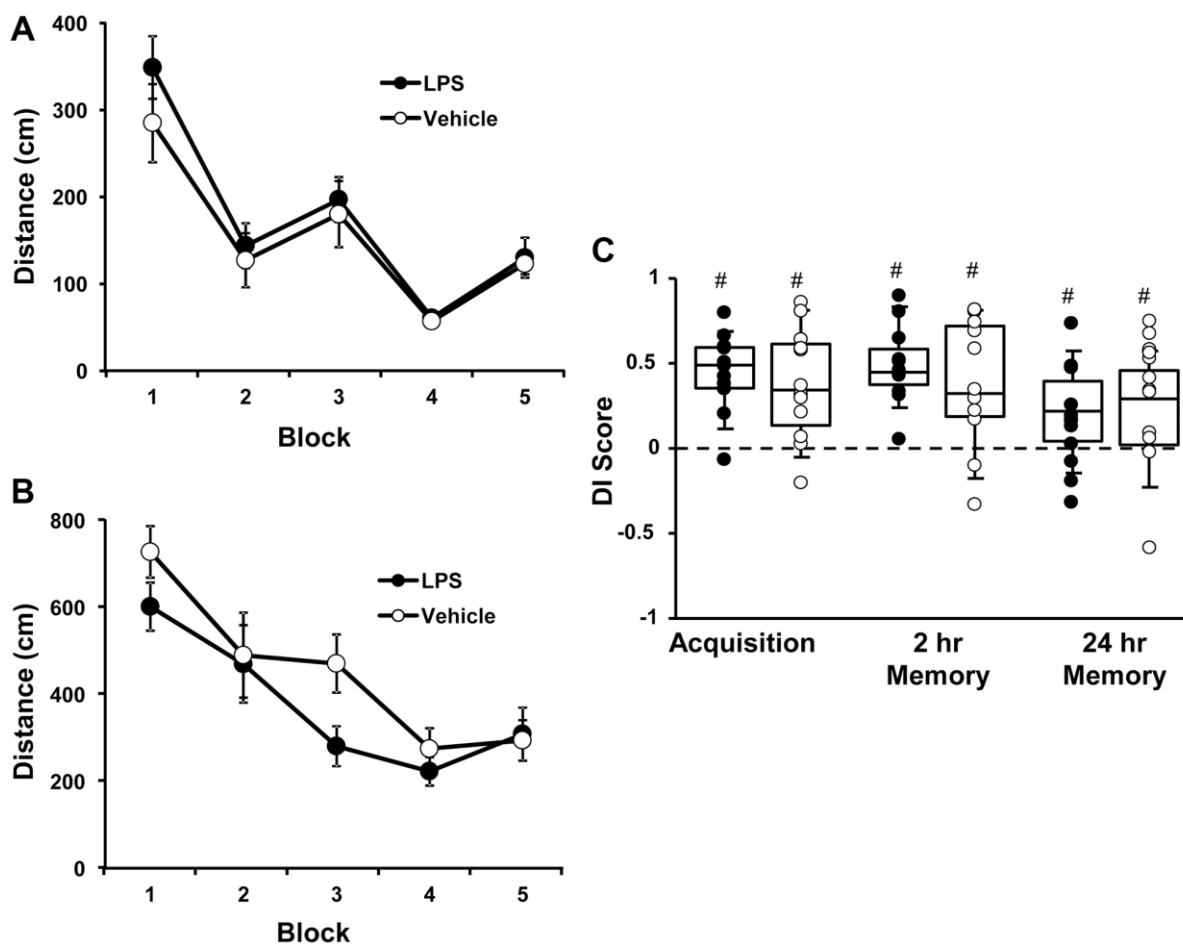 A
400
300
200
100
0
Distance (cm)
LPS
Vehicle
1 2 3 4 5
Block
B
800
600
400
200
0
Distance (cm)
LPS
Vehicle
1 2 3 4 5
Block
C
# # # # # #
1
0.5
0
-0.5
-1
DI Score
Acquisition
2 hr
Memory
24 hr
Memory